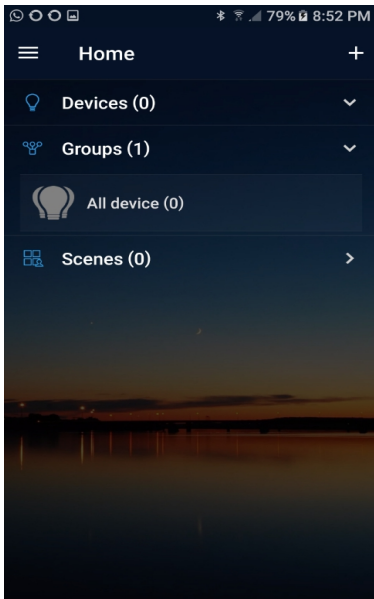 79% 8:52 PM
Home
Devices (0)
Groups (1)
All device (0)
Scenes (0)